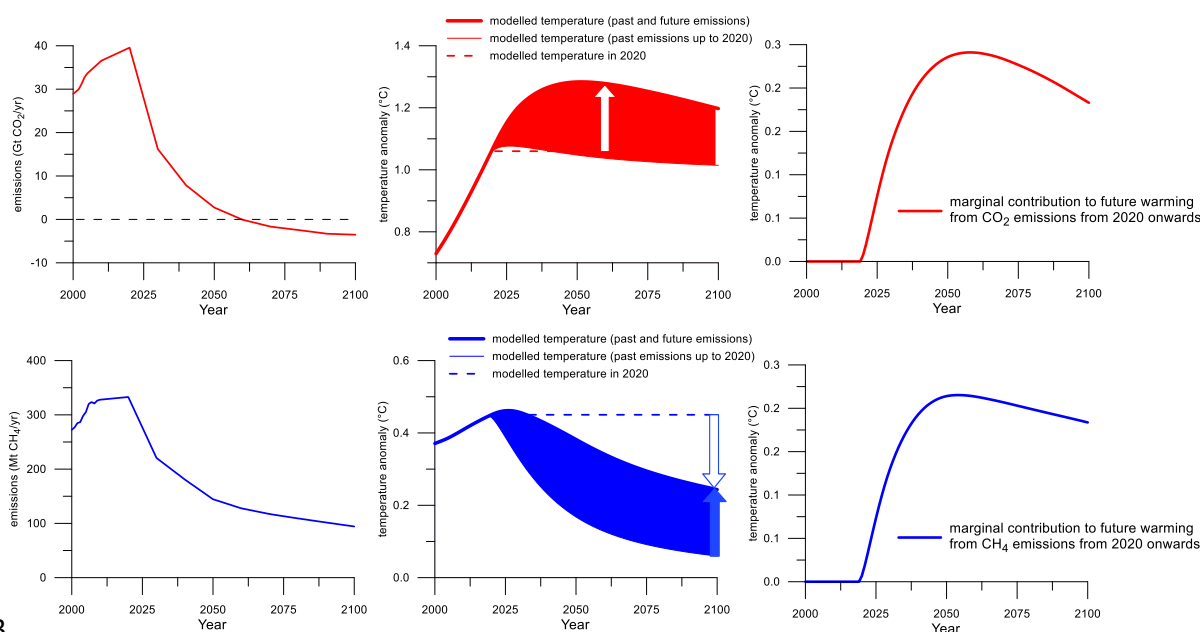 modelled temperature (past and future emissions)
modelled temperature (past emissions up to 2020)
modelled temperature in 2020
emissions (Gt CO2/yr)
40
30
20
10
0
-10
2000
2025
2050
2075
2100
Year
temperature anomaly (°C)
1.4
1.2
1.0
0.8
2000
2025
2050
2075
2100
Year
temperature anomaly (°C)
0.3
0.2
0.2
0.1
0.1
0.0
marginal contribution to future warming
from CO2 emissions from 2020 onwards
2000
2025
2050
2075
2100
Year
modelled temperature (past and future emissions)
modelled temperature (past emissions up to 2020)
modelled temperature in 2020
emissions (Mt CH4/yr)
400
300
200
100
0
2000
2025
2050
2075
2100
Year
temperature anomaly (°C)
0.6
0.4
0.2
0.0
2000
2025
2050
2075
2100
Year
temperature anomaly (°C)
0.3
0.2
0.2
0.1
0.1
0.0
marginal contribution to future warming
from CH4 emissions from 2020 onwards
2000
2025
2050
2075
2100
Year